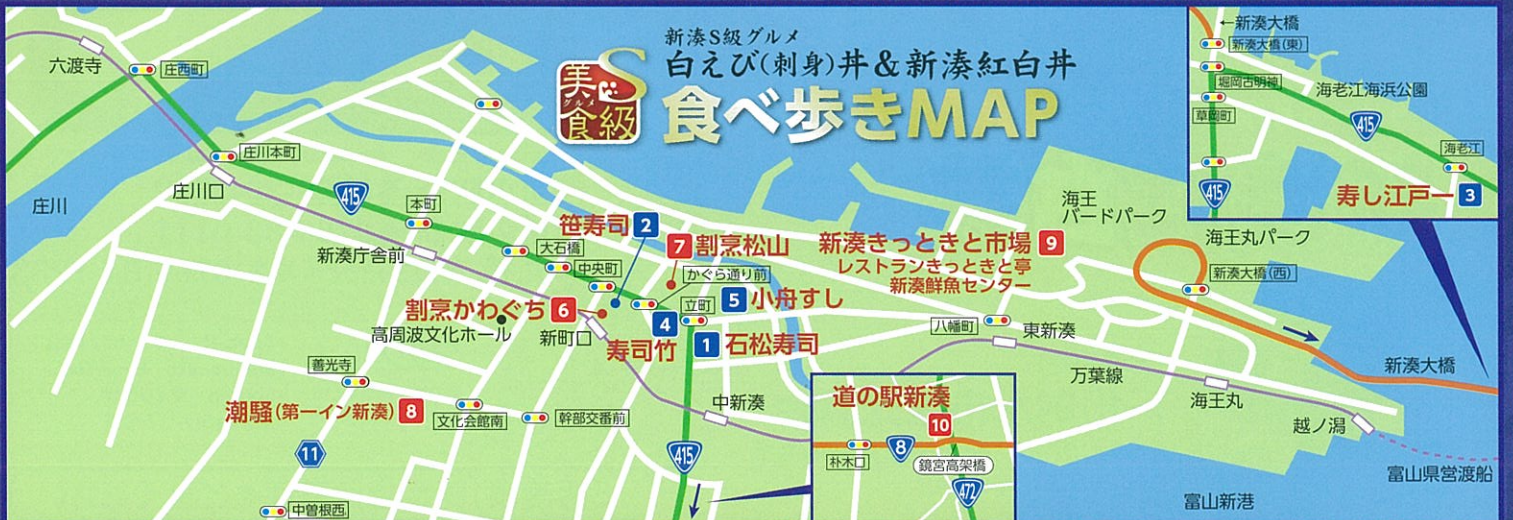 新湊S級グルメ
白えび(刺身)丼&新湊紅白丼
食べ歩きMAP
美
S
グルメ
食級
六渡寺
庄西町
庄川本町
庄川口
庄川
415
本町
新湊庁舎前
大石橋
中央町
笹寿司 2
7 割烹松山
かぐら通り前
立町
5 小舟すし
割烹かわぐち 6
高周波文化ホール
新町口
4
寿司竹
1 石松寿司
善光寺
潮騒(第一イン新湊) 8
文化会館南
幹部交番前
中新湊
11
中曽根西
415
新湊きっときと市場 9
レストランきっときと亭
新湊鮮魚センター
海王
バードパーク
海王丸パーク
新湊大橋(西)
八幡町
東新湊
万葉線
新湊大橋
海王丸
越ノ潟
富山県営渡船
富山新港
道の駅新湊
10
8
朴木口
鏡宮高架橋
472
←新湊大橋
新湊大橋(東)
堀岡古明神
海老江海浜公園
草岡町
415
海老江
415
寿し江戸一 3